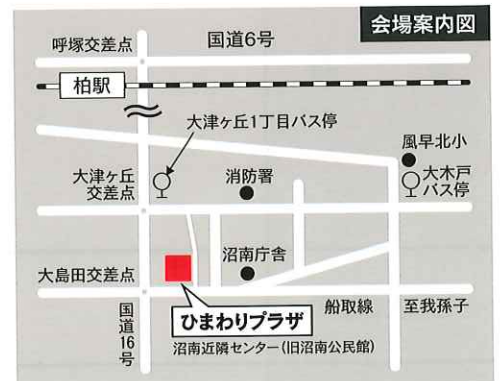 会場案内図
呼塚交差点
国道6号
柏駅
大津ヶ丘1丁目バス停
風早北小
大津ヶ丘
交差点
消防署
大木戸
バス停
沼南庁舎
大島田交差点
国道16号
ひまわりプラザ
沼南近隣センター(旧沼南公民館)
船取線
至我孫子